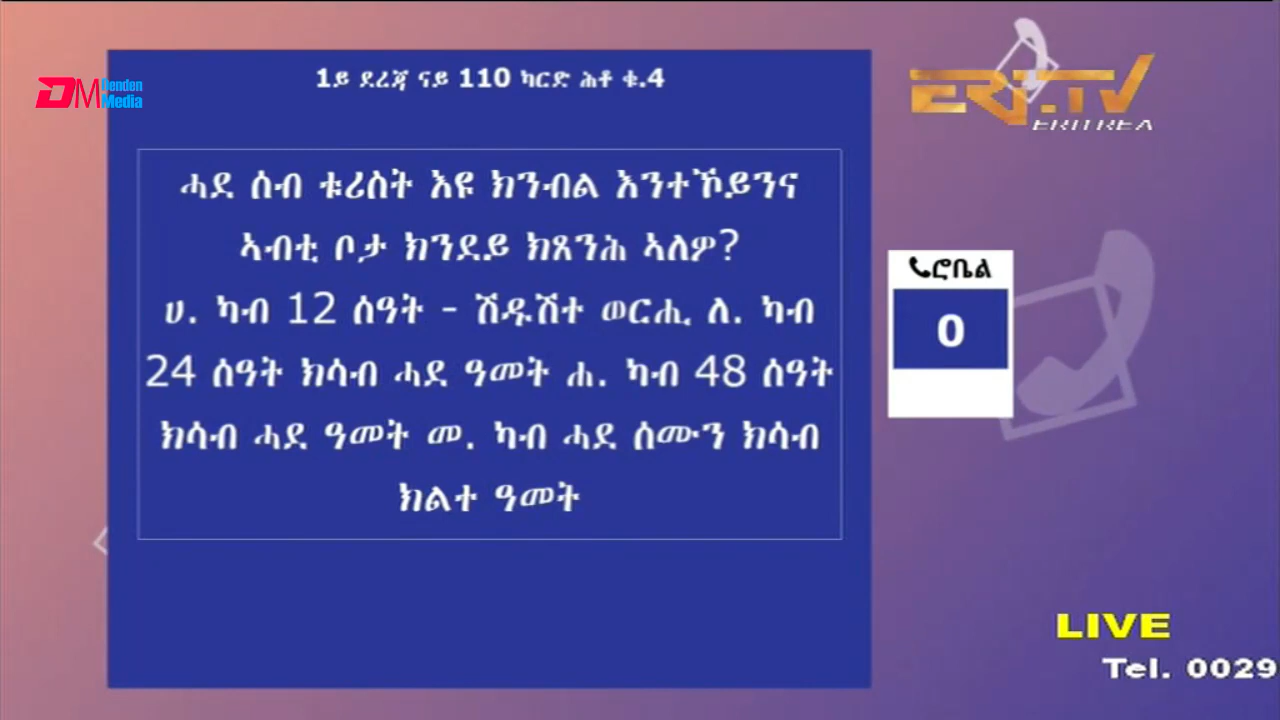 DM Denden Media
1ይ ደረጃ ናይ 110 ካርድ ሕቶ ቁ.4
ERi-TV
ERITREA
ሓደ ሰብ ቱሪስት እዩ ክንብል እንተኾይንና
ኣብቲ ቦታ ክንደይ ክጸንሕ ኣለዎ?
ሀ. ካብ 12 ሰዓት - ሽዱሽተ ወርሒ ለ. ካብ
24 ሰዓት ክሳብ ሓደ ዓመት ሐ. ካብ 48 ሰዓት
ክሳብ ሓደ ዓመት መ. ካብ ሓደ ሰሙን ክሳብ
ክልተ ዓመት
ሮቤል
0
LIVE
Tel. 0029